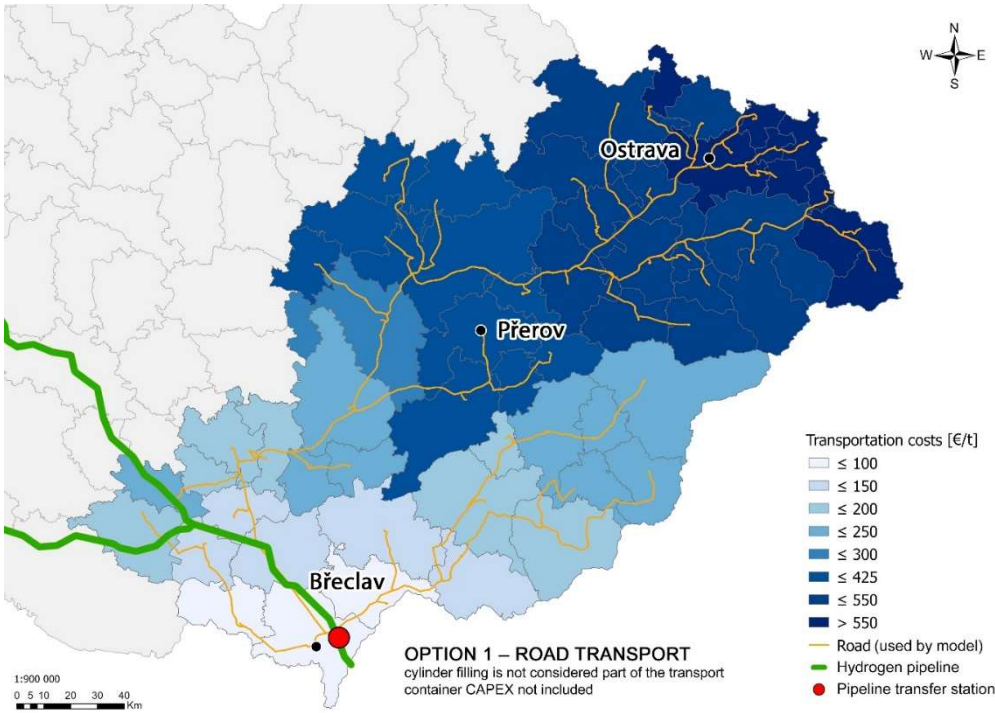 N
W E
S
Ostrava
Přerov
Břeclav
Transportation costs [€/t]
≤ 100
≤ 150
≤ 200
≤ 250
≤ 300
≤ 425
≤ 550
> 550
Road (used by model)
Hydrogen pipeline
Pipeline transfer station
OPTION 1 – ROAD TRANSPORT
cylinder filling is not considered part of the transport
container CAPEX not included
1:900 000
0 5 10 20 30 40
Km